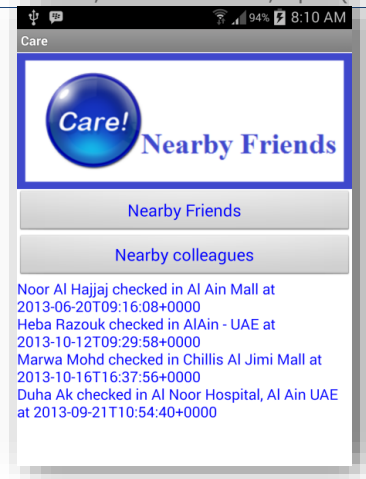 94% 8:10 AM
Care
Care!
Nearby Friends
Nearby Friends
Nearby colleagues
Noor Al Hajjaj checked in Al Ain Mall at
2013-06-20T09:16:08+0000
Heba Razouk checked in AlAin - UAE at
2013-10-12T09:29:58+0000
Marwa Mohd checked in Chillis Al Jimi Mall at
2013-10-16T16:37:56+0000
Duha Ak checked in Al Noor Hospital, Al Ain UAE
at 2013-09-21T10:54:40+0000